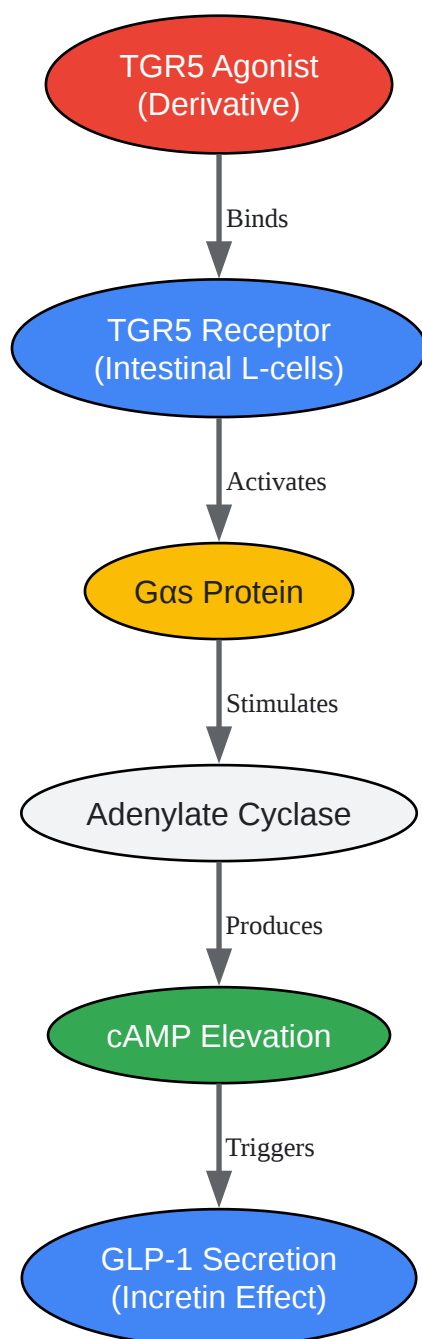 TGR5 Agonist
(Derivative)
Binds
TGR5 Receptor
(Intestinal L-cells)
Activates
Gαs Protein
Stimulates
Adenylate Cyclase
Produces
cAMP Elevation
Triggers
GLP-1 Secretion
(Incretin Effect)